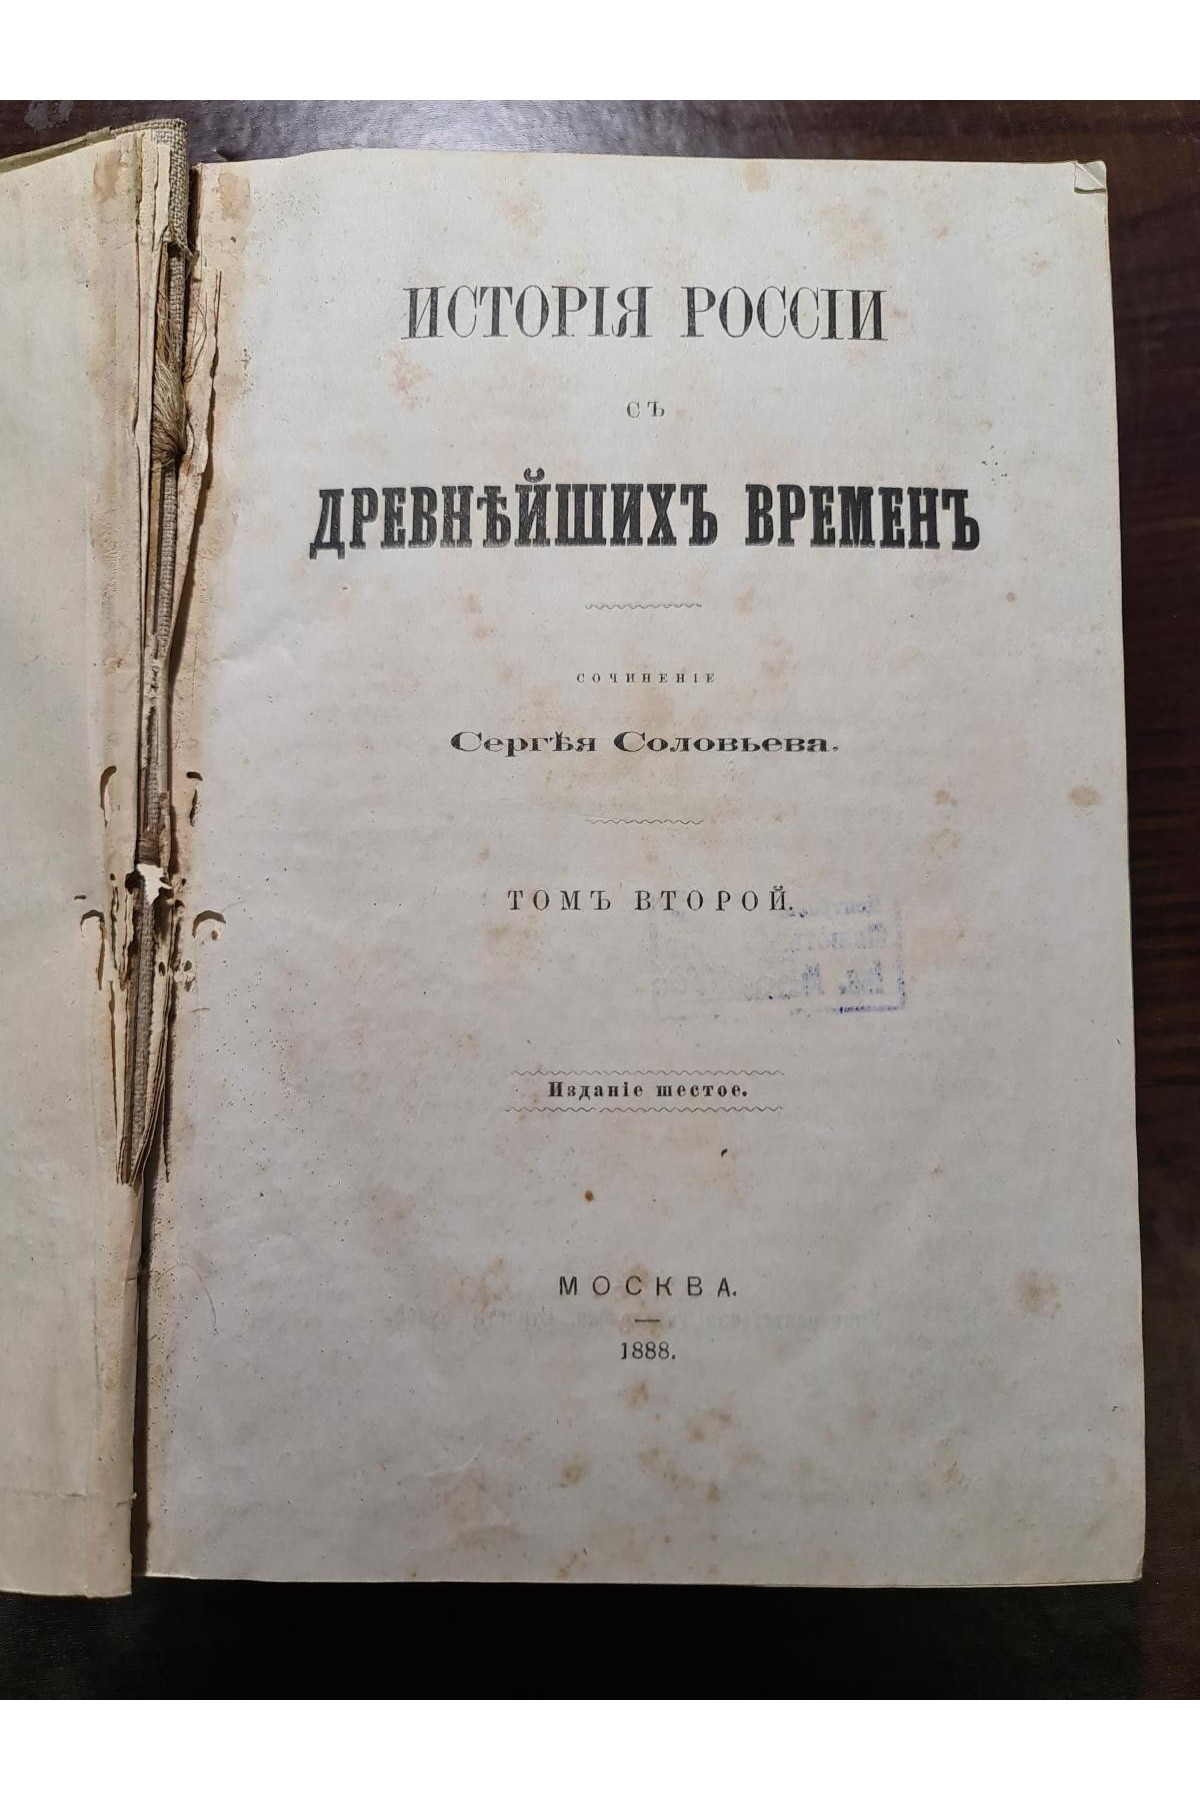 ИСТОРІЯ РОССІИ
СЪ
ДРЕВНѢЙШИХЪ ВРЕМЕНЪ
СОЧИНЕНІЕ
Сергѣя Соловьева.
ТОМЪ ВТОРОЙ.
Изданіе шестое.
МОСКВА.
1888.